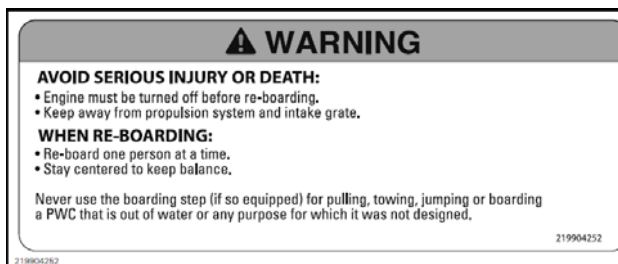 WARNING
AVOID SERIOUS INJURY OR DEATH:
• Engine must be turned off before re-boarding.
• Keep away from propulsion system and intake grate.
WHEN RE-BOARDING:
• Re-board one person at a time.
• Stay centered to keep balance.
Never use the boarding step (if so equipped) for pulling, towing, jumping or boarding
a PWC that is out of water or any purpose for which it was not designed.
219904252
219904252